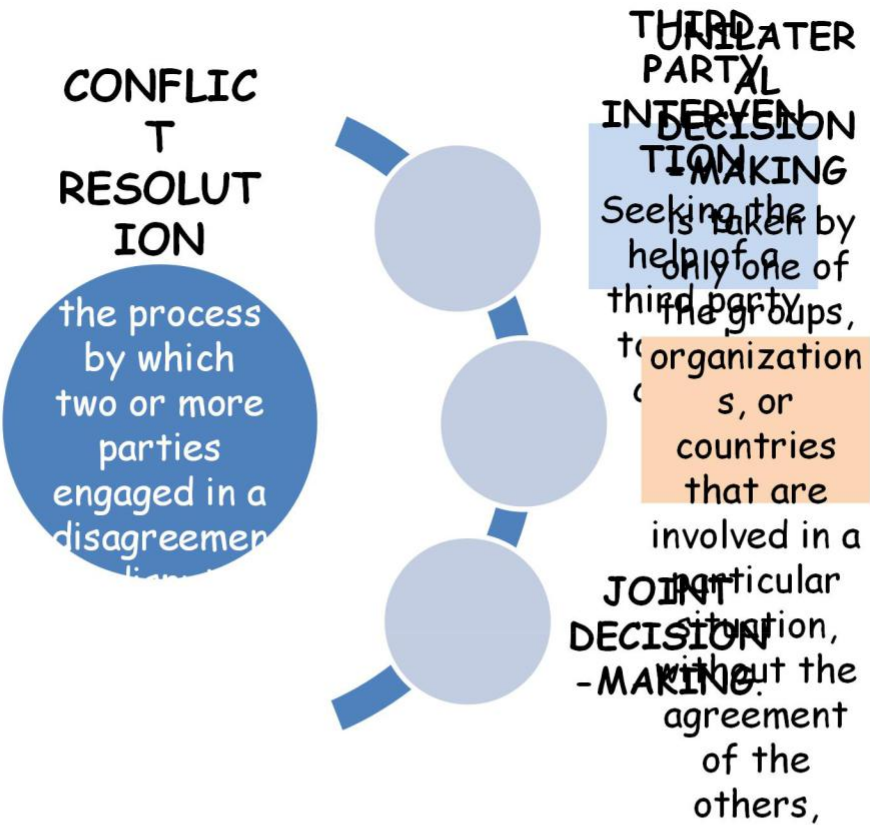 CONFLIC
T
RESOLUT
ION
the process
by which
two or more
parties
engaged in a
disagreemen
THIRD-
PARTY
INTERVEN
TION
Seeking the
help of a
third party
UNILATER
AL
DECISION
-MAKING
is taken by
only one of
the groups,
organization
s, or
countries
that are
involved in a
particular
situation,
without the
agreement
of the
others,
JOINT
DECISION
-MAKING.